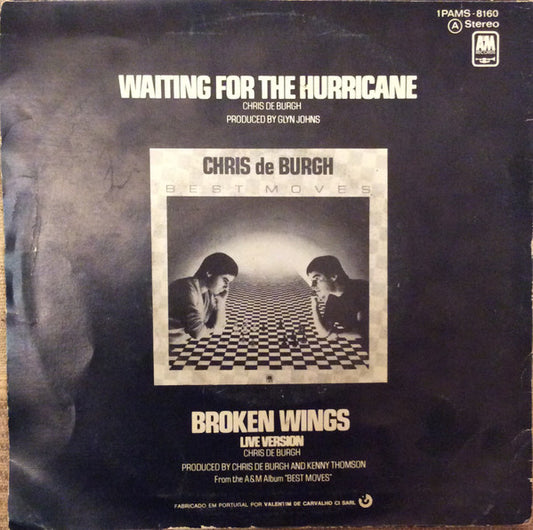 1PAMS-8160
A Stereo
A&M
WAITING FOR THE HURRICANE
CHRIS DE BURGH
PRODUCED BY GLYN JOHNS
CHRIS de BURGH
BEST MOVES
BROKEN WINGS
LIVE VERSION
CHRIS DE BURGH
PRODUCED BY CHRIS DE BURGH AND KENNY THOMSON
From the A&M Album "BEST MOVES"
FABRICADO EM PORTUGAL POR VALENTIM DE CARVALHO CI SARL